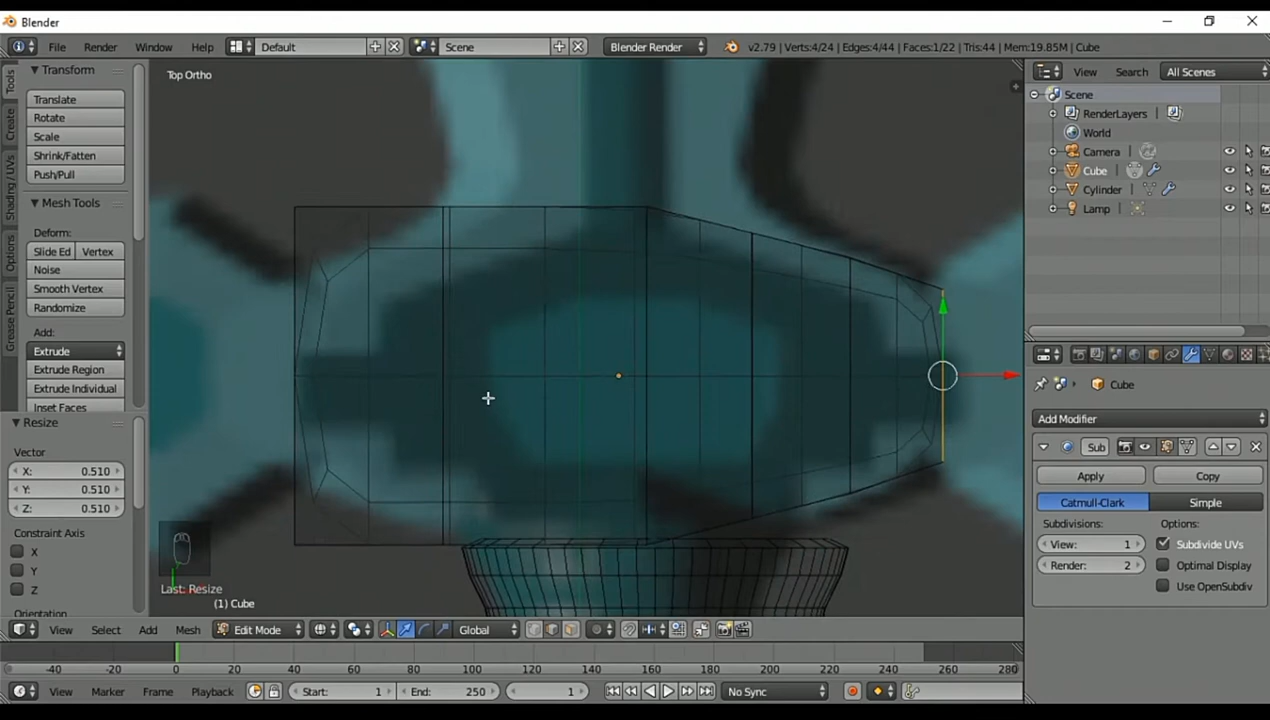 Blender
File Render Window Help Default Scene Blender Render v2.79 | Verts:4/24 | Edges:4/44 | Faces:1/22 | Tris:44 | Mem:19.85M | Cube
Tools
Create
Shading / UVs
Options
Grease Pencil
Transform
Translate
Rotate
Scale
Shrink/Fatten
Push/Pull
Mesh Tools
Deform:
Slide Ed Vertex
Noise
Smooth Vertex
Randomize
Add:
Extrude
Extrude Region
Extrude Individual
Inset Faces
Resize
Vector
X: 0.510
Y: 0.510
Z: 0.510
Constraint Axis
X
Y
Z
Orientation
Top Ortho
Last: Resize
(1) Cube
View Select Add Mesh Edit Mode Global
-40 -20 0 20 40 60 80 100 120 140 160 180 200 220 240 260 280
View Marker Frame Playback Start: 1 End: 250 1 No Sync
View Search All Scenes
Scene
RenderLayers
World
Camera
Cube
Cylinder
Lamp
Cube
Add Modifier
Sub
Apply Copy
Catmull-Clark Simple
Subdivisions: Options:
View: 1 Subdivide UVs
Render: 2 Optimal Display
Use OpenSubdiv